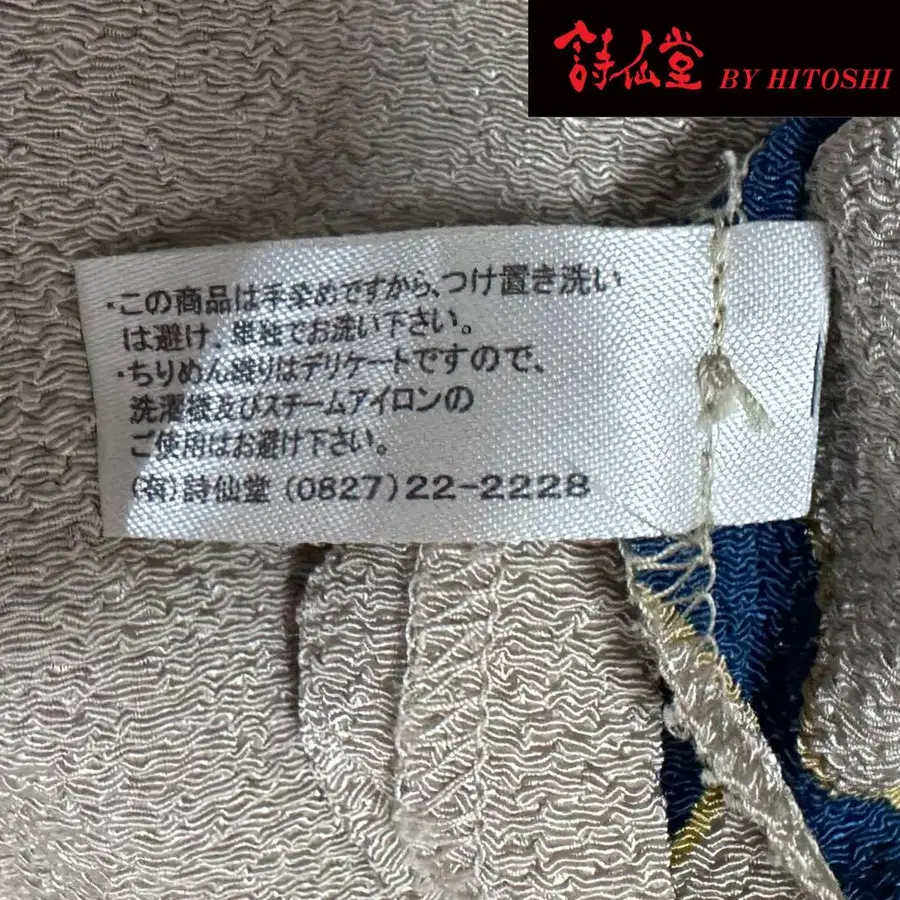 詩仙堂 BY HITOSHI
・この商品は手染めですから、つけ置き洗い
は避け、単独でお洗い下さい。
・ちりめん織りはデリケートですので、
洗濯機及びスチームアイロンの
ご使用はお避け下さい。
(有)詩仙堂 (0827)22-2228